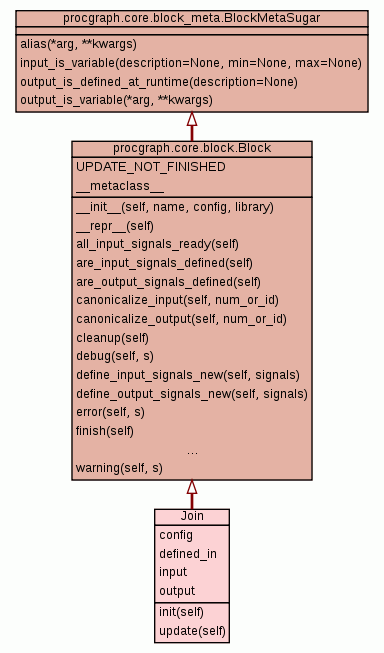 procgraph.core.block_meta.BlockMetaSugar
alias(*arg, **kwargs)
input_is_variable(description=None, min=None, max=None)
output_is_defined_at_runtime(description=None)
output_is_variable(*arg, **kwargs)
procgraph.core.block.Block
UPDATE_NOT_FINISHED
__metaclass__
__init__(self, name, config, library)
__repr__(self)
all_input_signals_ready(self)
are_input_signals_defined(self)
are_output_signals_defined(self)
canonicalize_input(self, num_or_id)
canonicalize_output(self, num_or_id)
cleanup(self)
debug(self, s)
define_input_signals_new(self, signals)
define_output_signals_new(self, signals)
error(self, s)
finish(self)
...
warning(self, s)
Join
config
defined_in
input
output
init(self)
update(self)